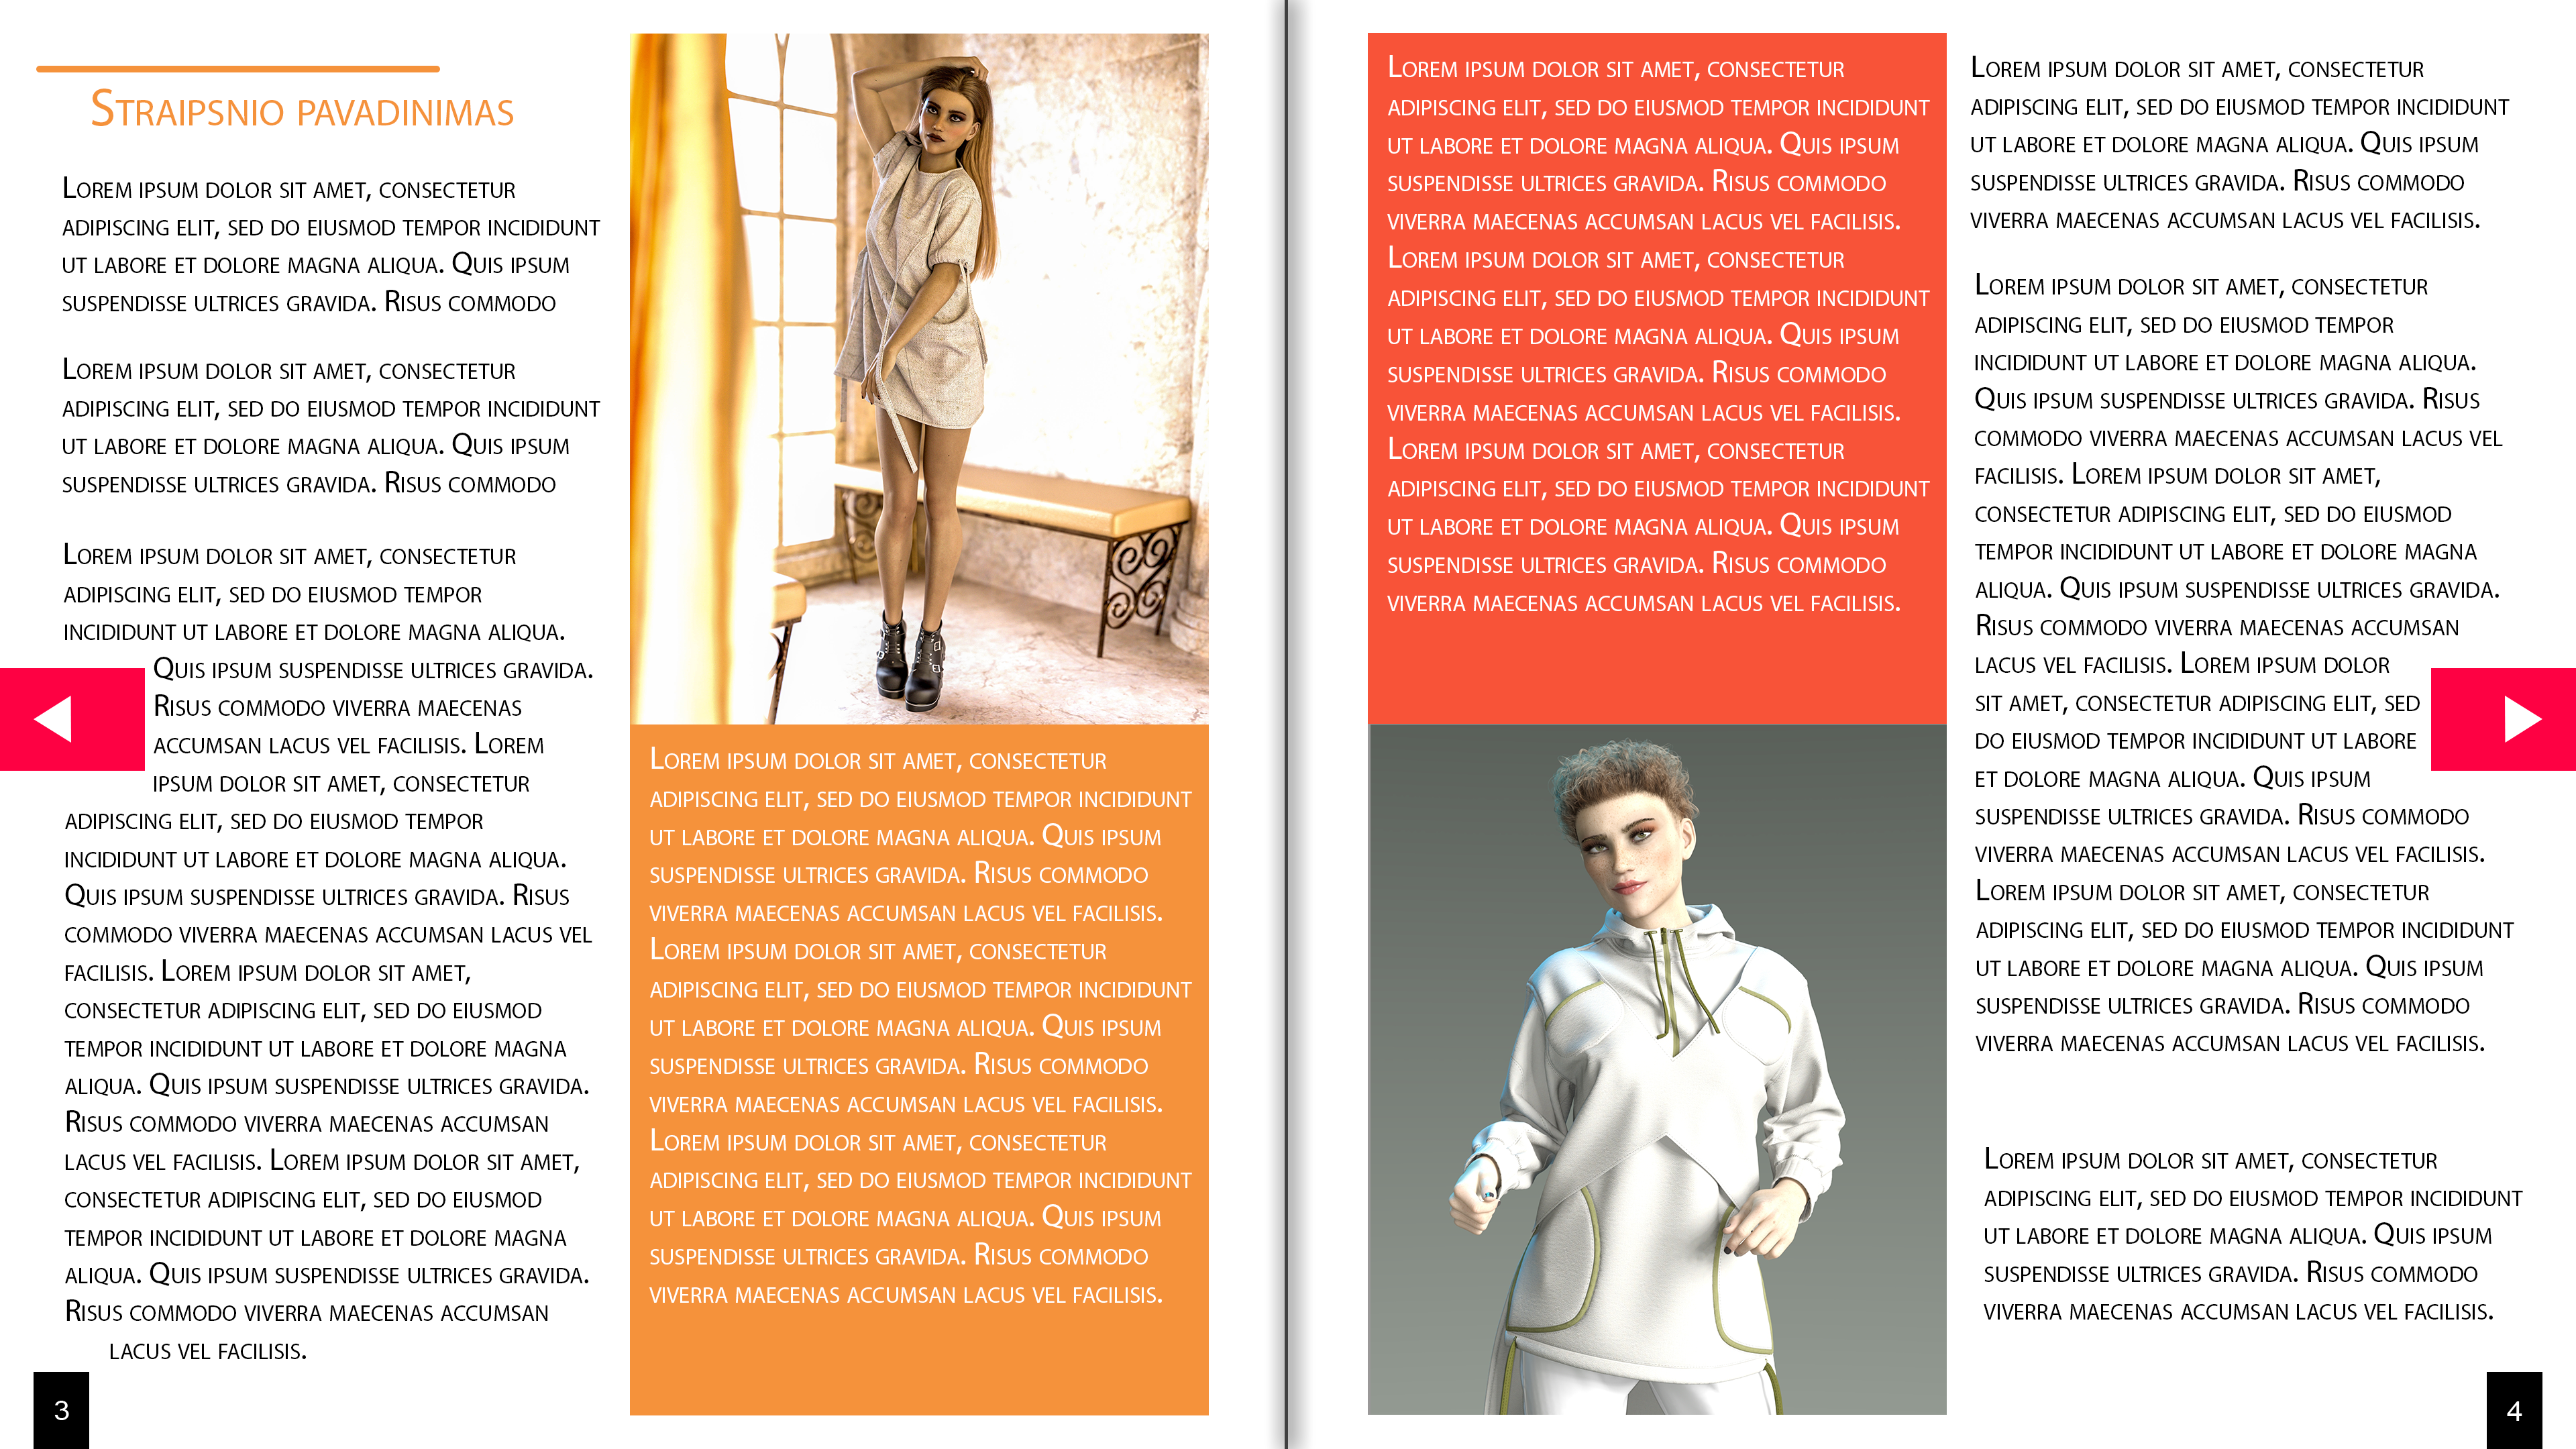 Straipsnio pavadinimas
Lorem ipsum dolor sit amet, consectetur
adipiscing elit, sed do eiusmod tempor incididunt
ut labore et dolore magna aliqua. Quis ipsum
suspendisse ultrices gravida. Risus commodo
Lorem ipsum dolor sit amet, consectetur
adipiscing elit, sed do eiusmod tempor incididunt
ut labore et dolore magna aliqua. Quis ipsum
suspendisse ultrices gravida. Risus commodo
Lorem ipsum dolor sit amet, consectetur
adipiscing elit, sed do eiusmod tempor
incididunt ut labore et dolore magna aliqua.
Quis ipsum suspendisse ultrices gravida.
Risus commodo viverra maecenas
accumsan lacus vel facilisis. Lorem
ipsum dolor sit amet, consectetur
adipiscing elit, sed do eiusmod tempor
incididunt ut labore et dolore magna aliqua.
Quis ipsum suspendisse ultrices gravida. Risus
commodo viverra maecenas accumsan lacus vel
facilisis. Lorem ipsum dolor sit amet,
consectetur adipiscing elit, sed do eiusmod
tempor incididunt ut labore et dolore magna
aliqua. Quis ipsum suspendisse ultrices gravida.
Risus commodo viverra maecenas accumsan
lacus vel facilisis. Lorem ipsum dolor sit amet,
consectetur adipiscing elit, sed do eiusmod
tempor incididunt ut labore et dolore magna
aliqua. Quis ipsum suspendisse ultrices gravida.
Risus commodo viverra maecenas accumsan
lacus vel facilisis.
3
Lorem ipsum dolor sit amet, consectetur
adipiscing elit, sed do eiusmod tempor incididunt
ut labore et dolore magna aliqua. Quis ipsum
suspendisse ultrices gravida. Risus commodo
viverra maecenas accumsan lacus vel facilisis.
Lorem ipsum dolor sit amet, consectetur
adipiscing elit, sed do eiusmod tempor incididunt
ut labore et dolore magna aliqua. Quis ipsum
suspendisse ultrices gravida. Risus commodo
viverra maecenas accumsan lacus vel facilisis.
Lorem ipsum dolor sit amet, consectetur
adipiscing elit, sed do eiusmod tempor incididunt
ut labore et dolore magna aliqua. Quis ipsum
suspendisse ultrices gravida. Risus commodo
viverra maecenas accumsan lacus vel facilisis.
Lorem ipsum dolor sit amet, consectetur
adipiscing elit, sed do eiusmod tempor incididunt
ut labore et dolore magna aliqua. Quis ipsum
suspendisse ultrices gravida. Risus commodo
viverra maecenas accumsan lacus vel facilisis.
Lorem ipsum dolor sit amet, consectetur
adipiscing elit, sed do eiusmod tempor incididunt
ut labore et dolore magna aliqua. Quis ipsum
suspendisse ultrices gravida. Risus commodo
viverra maecenas accumsan lacus vel facilisis.
Lorem ipsum dolor sit amet, consectetur
adipiscing elit, sed do eiusmod tempor incididunt
ut labore et dolore magna aliqua. Quis ipsum
suspendisse ultrices gravida. Risus commodo
viverra maecenas accumsan lacus vel facilisis.
Lorem ipsum dolor sit amet, consectetur
adipiscing elit, sed do eiusmod tempor incididunt
ut labore et dolore magna aliqua. Quis ipsum
suspendisse ultrices gravida. Risus commodo
viverra maecenas accumsan lacus vel facilisis.
Lorem ipsum dolor sit amet, consectetur
adipiscing elit, sed do eiusmod tempor
incididunt ut labore et dolore magna aliqua.
Quis ipsum suspendisse ultrices gravida. Risus
commodo viverra maecenas accumsan lacus vel
facilisis. Lorem ipsum dolor sit amet,
consectetur adipiscing elit, sed do eiusmod
tempor incididunt ut labore et dolore magna
aliqua. Quis ipsum suspendisse ultrices gravida.
Risus commodo viverra maecenas accumsan
lacus vel facilisis. Lorem ipsum dolor
sit amet, consectetur adipiscing elit, sed
do eiusmod tempor incididunt ut labore
et dolore magna aliqua. Quis ipsum
suspendisse ultrices gravida. Risus commodo
viverra maecenas accumsan lacus vel facilisis.
Lorem ipsum dolor sit amet, consectetur
adipiscing elit, sed do eiusmod tempor incididunt
ut labore et dolore magna aliqua. Quis ipsum
suspendisse ultrices gravida. Risus commodo
viverra maecenas accumsan lacus vel facilisis.
Lorem ipsum dolor sit amet, consectetur
adipiscing elit, sed do eiusmod tempor incididunt
ut labore et dolore magna aliqua. Quis ipsum
suspendisse ultrices gravida. Risus commodo
viverra maecenas accumsan lacus vel facilisis.
4